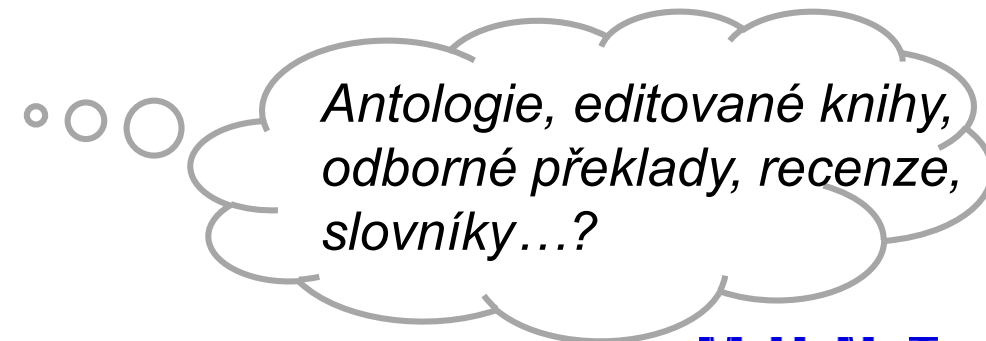 Antologie, editované knihy,
odborné překlady, recenze,
slovníky…?